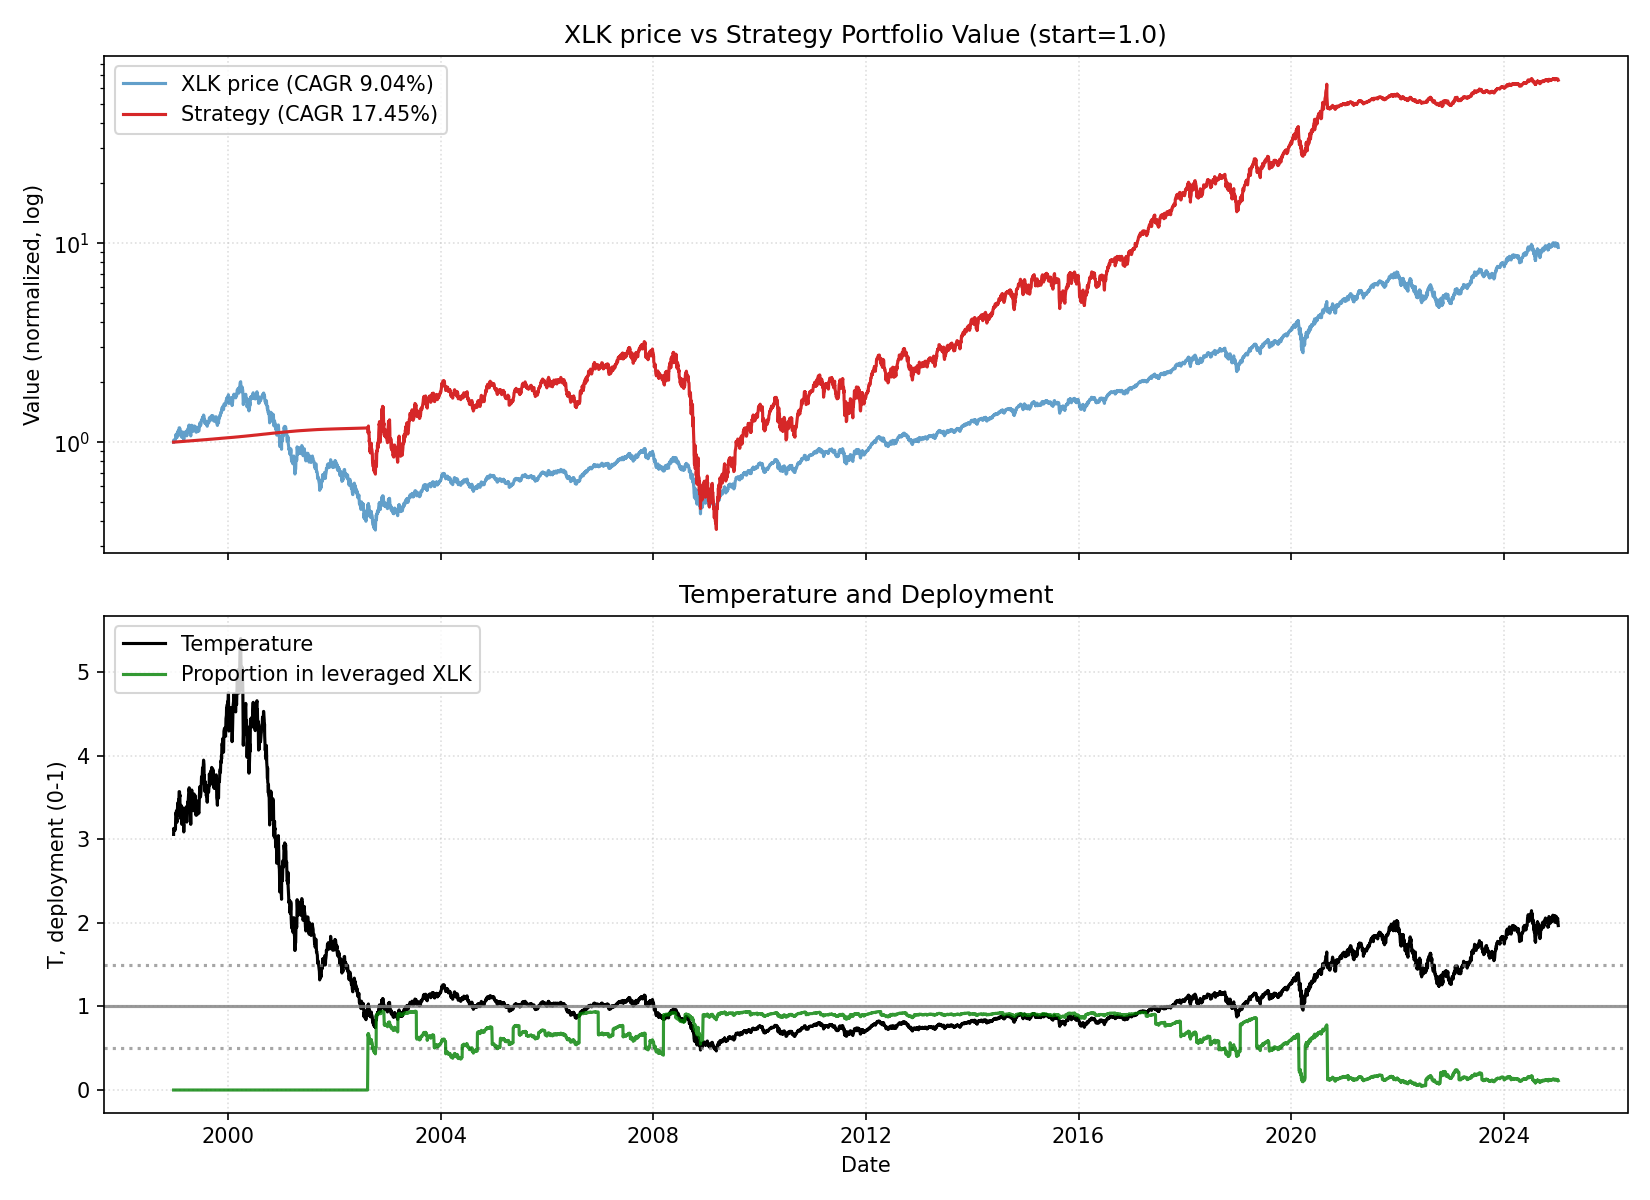 XLK price vs Strategy Portfolio Value (start=1.0)
XLK price (CAGR 9.04%)
Strategy (CAGR 17.45%)
Value (normalized, log)
10¹
10⁰
Temperature and Deployment
Temperature
Proportion in leveraged XLK
T, deployment (0-1)
5
4
3
2
1
0
2000 2004 2008 2012 2016 2020 2024
Date